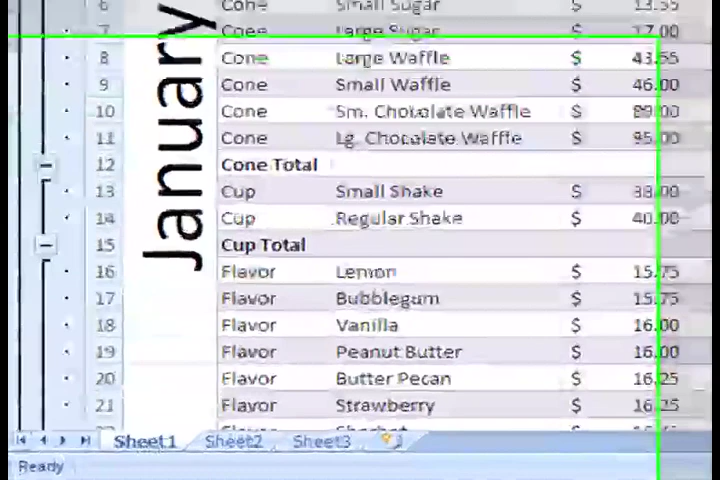 January
6 Cone Small Sugar $ 13.55
7 Cone Large Sugar $ 17.00
8 Cone Large Waffle $ 43.55
9 Cone Small Waffle $ 46.00
10 Cone Sm. Chocolate Waffle $ 89.00
11 Cone Lg. Chocolate Waffle $ 95.00
12 Cone Total
13 Cup Small Shake $ 38.00
14 Cup Regular Shake $ 40.00
15 Cup Total
16 Flavor Lemon $ 15.75
17 Flavor Bubblegum $ 15.75
18 Flavor Vanilla $ 16.00
19 Flavor Peanut Butter $ 16.00
20 Flavor Butter Pecan $ 16.25
21 Flavor Strawberry $ 16.25
Sheet1 Sheet2 Sheet3
Ready